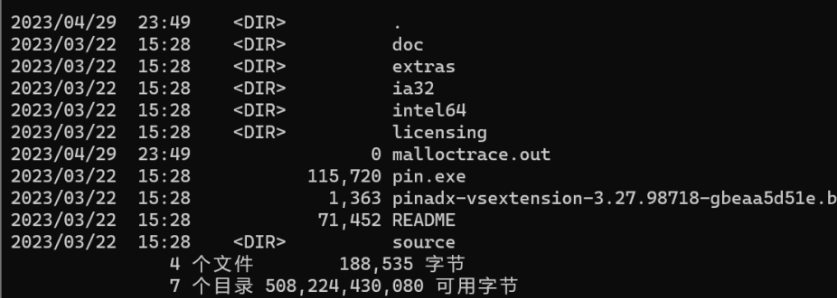 2023/04/29  23:49    <DIR>          .
2023/03/22  15:28    <DIR>          doc
2023/03/22  15:28    <DIR>          extras
2023/03/22  15:28    <DIR>          ia32
2023/03/22  15:28    <DIR>          intel64
2023/03/22  15:28    <DIR>          licensing
2023/04/29  23:49                 0 malloctrace.out
2023/03/22  15:28           115,720 pin.exe
2023/03/22  15:28             1,363 pinadx-vsextension-3.27.98718-gbeaa5d51e.b
2023/03/22  15:28            71,452 README
2023/03/22  15:28    <DIR>          source
               4 个文件        188,535 字节
               7 个目录 508,224,430,080 可用字节